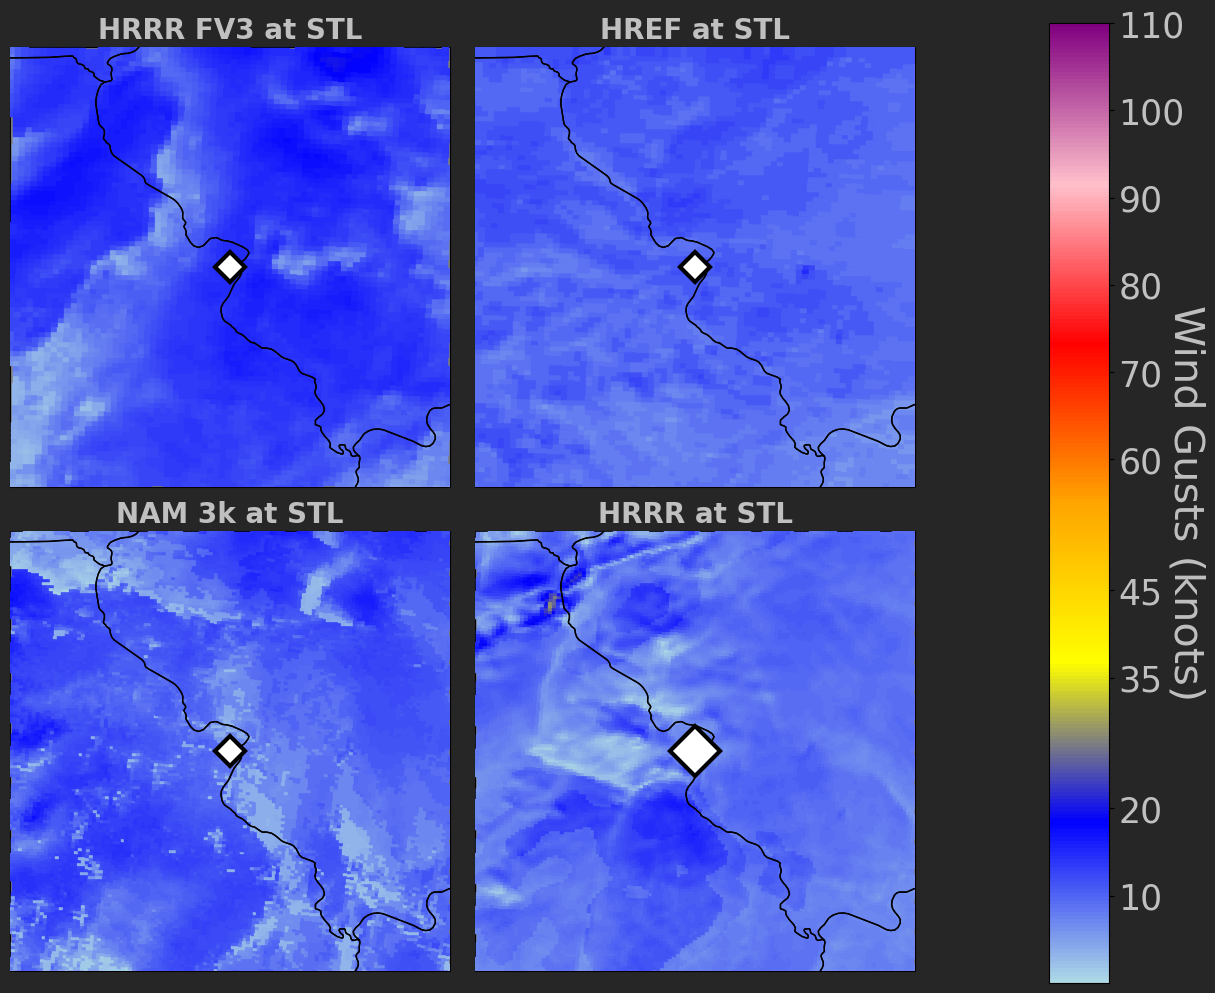 HRRR FV3 at STL
HREF at STL
NAM 3k at STL
HRRR at STL
110
100
90
80
70
60
45
35
20
10
Wind Gusts (knots)